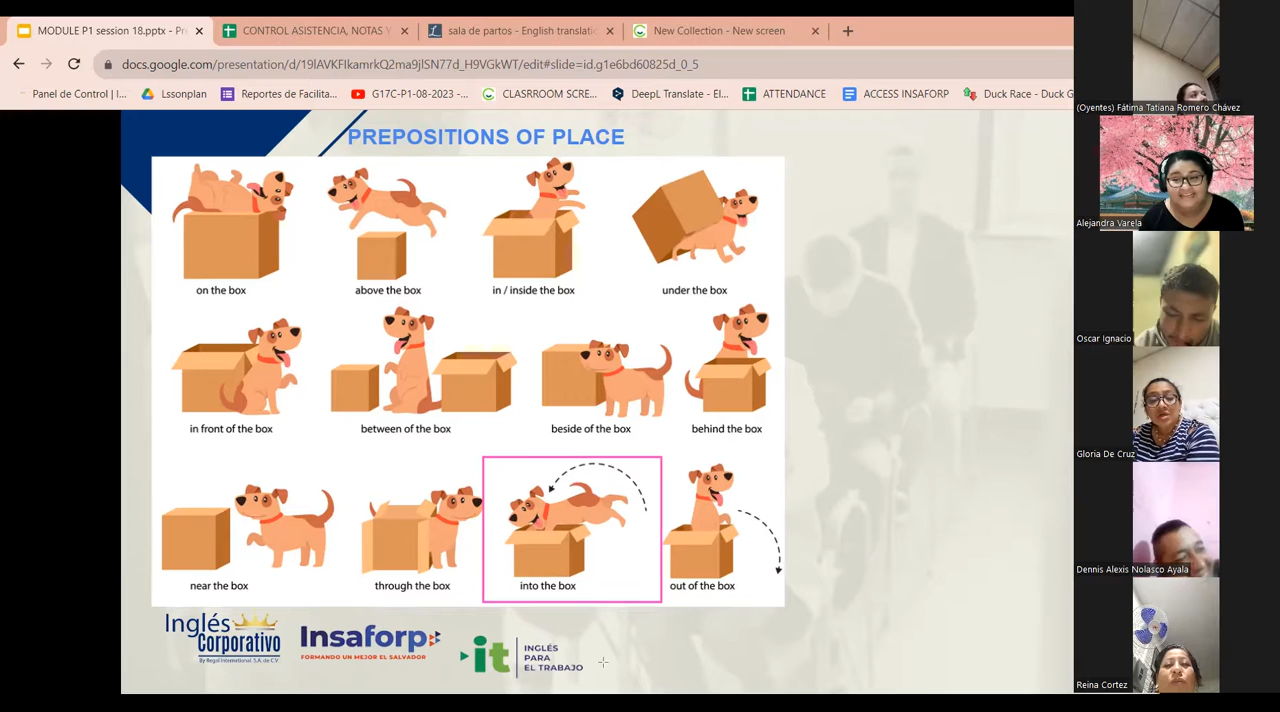 MODULE P1 session 18.pptx - Pr
CONTROL ASISTENCIA, NOTAS Y
sala de partos - English translati
New Collection - New screen
docs.google.com/presentation/d/19lAVKFIkamrkQ2ma9jlSN77d_H9VGkWT/edit#slide=id.g1e6bd60825d_0_5
Panel de Control | I...
Lssonplan
Reportes de Facilita...
G17C-P1-08-2023 -...
CLASSROOM SCRE...
DeepL Translate - El...
ATTENDANCE
ACCESS INSAFORP
Duck Race - Duck G
PREPOSITIONS OF PLACE
on the box
above the box
in / inside the box
under the box
in front of the box
between of the box
beside of the box
behind the box
near the box
through the box
into the box
out of the box
Inglés
Corporativo
By Regal International, S.A. de C.V.
Insaforp
FORMANDO UN MEJOR EL SALVADOR
it
INGLÉS
PARA
EL TRABAJO
(Oyentes) Fátima Tatiana Romero Chávez
Alejandra Varela
Oscar Ignacio
Gloria De Cruz
Dennis Alexis Nolasco Ayala
Reina Cortez